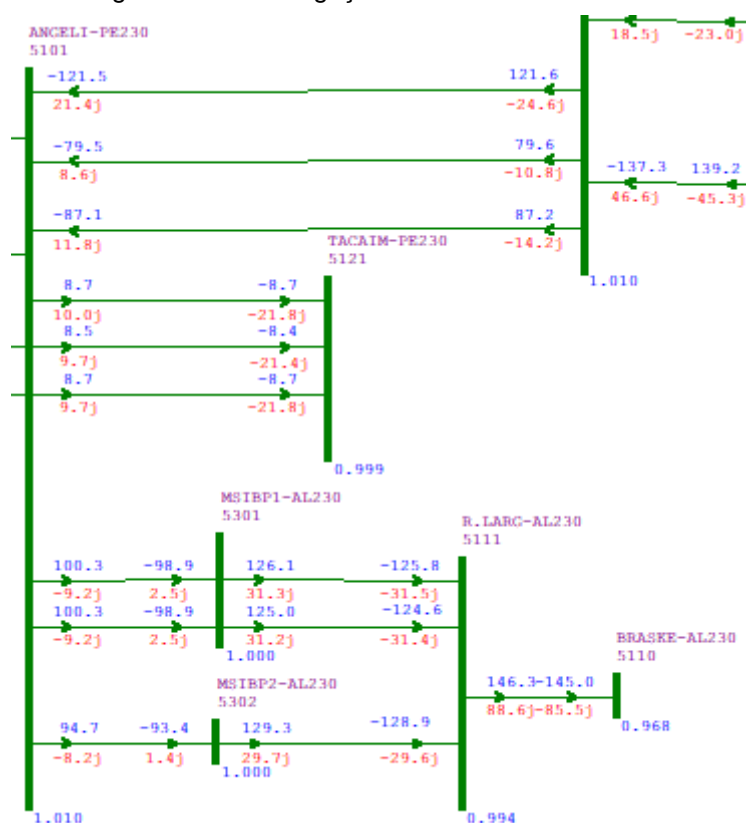 ANGELI-PE230
5101
18.5j -23.0j
-121.5 121.6
21.4j -24.6j
-79.5 79.6
8.6j -10.8j
-137.3 139.2
46.6j -45.3j
-87.1 87.2
11.8j -14.2j
TACAIM-PE230
5121
1.010
8.7 -8.7
10.0j -21.8j
8.5 -8.4
9.7j -21.4j
8.7 -8.7
9.7j -21.8j
0.999
MSIBP1-AL230
5301
R.LARG-AL230
5111
100.3 -98.9 126.1 -125.8
-9.2j 2.5j 31.3j -31.5j
100.3 -98.9 125.0 -124.6
-9.2j 2.5j 31.2j -31.4j
1.000
BRASKE-AL230
5110
MSIBP2-AL230
5302
146.3-145.0
88.6j-85.5j
94.7 -93.4 129.3 -128.9
-8.2j 1.4j 29.7j -29.6j
0.968
1.000
1.010
0.994